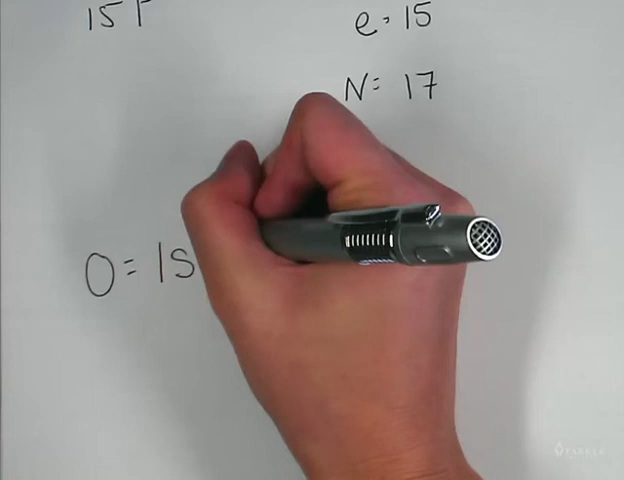 15 P
e = 15
N = 17
O = 1s